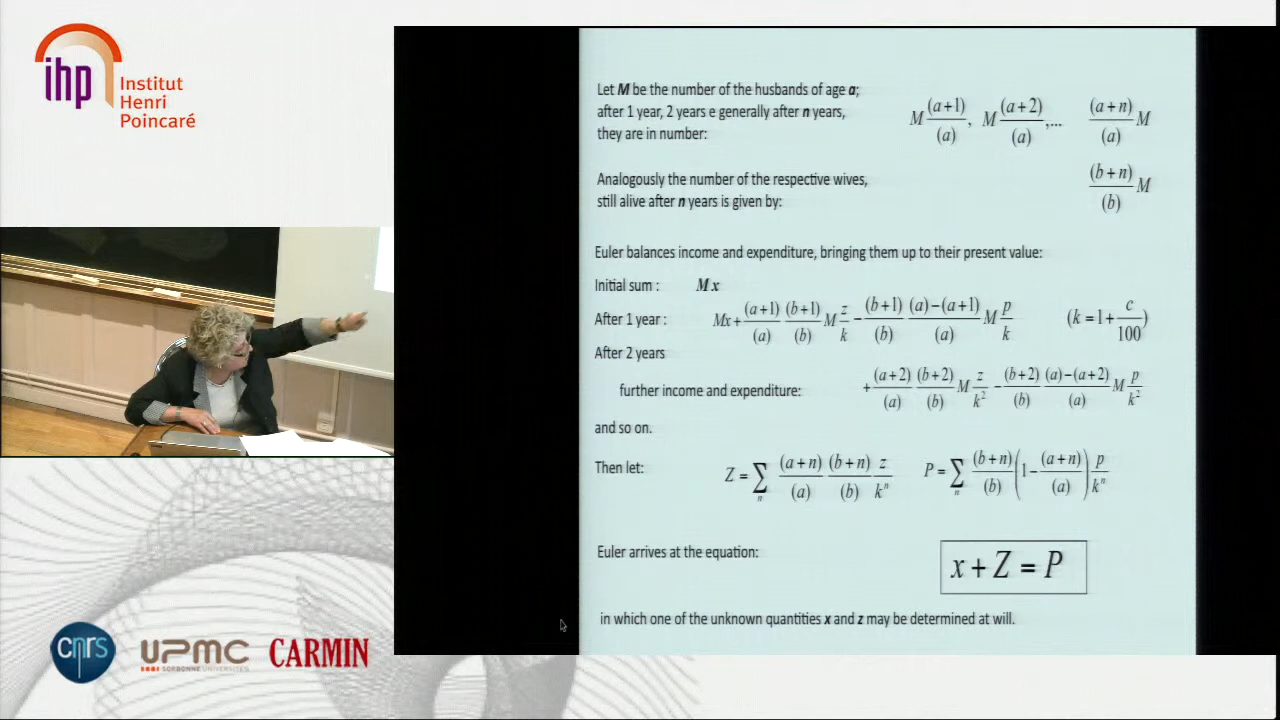 ihp
Institut
Henri
Poincaré
Let M be the number of the husbands of age a;
after 1 year, 2 years e generally after n years,
they are in number:
M (a+1)/(a), M (a+2)/(a),... (a+n)/(a) M
Analogously the number of the respective wives,
still alive after n years is given by:
(b+n)/(b) M
Euler balances income and expenditure, bringing them up to their present value:
Initial sum : Mx
After 1 year : Mx+ (a+1)/(a) (b+1)/(b) M z/k − (b+1)/(b) (a)−(a+1)/(a) M p/k (k=1+ c/100)
After 2 years
further income and expenditure: + (a+2)/(a) (b+2)/(b) M z/k² − (b+2)/(b) (a)−(a+2)/(a) M p/k²
and so on.
Then let: Z = ∑n (a+n)/(a) (b+n)/(b) z/kⁿ P = ∑n (b+n)/(b) (1− (a+n)/(a)) p/kⁿ
Euler arrives at the equation: x + Z = P
in which one of the unknown quantities x and z may be determined at will.
cnrs
UPMC
SORBONNE UNIVERSITÉS
CARMIN